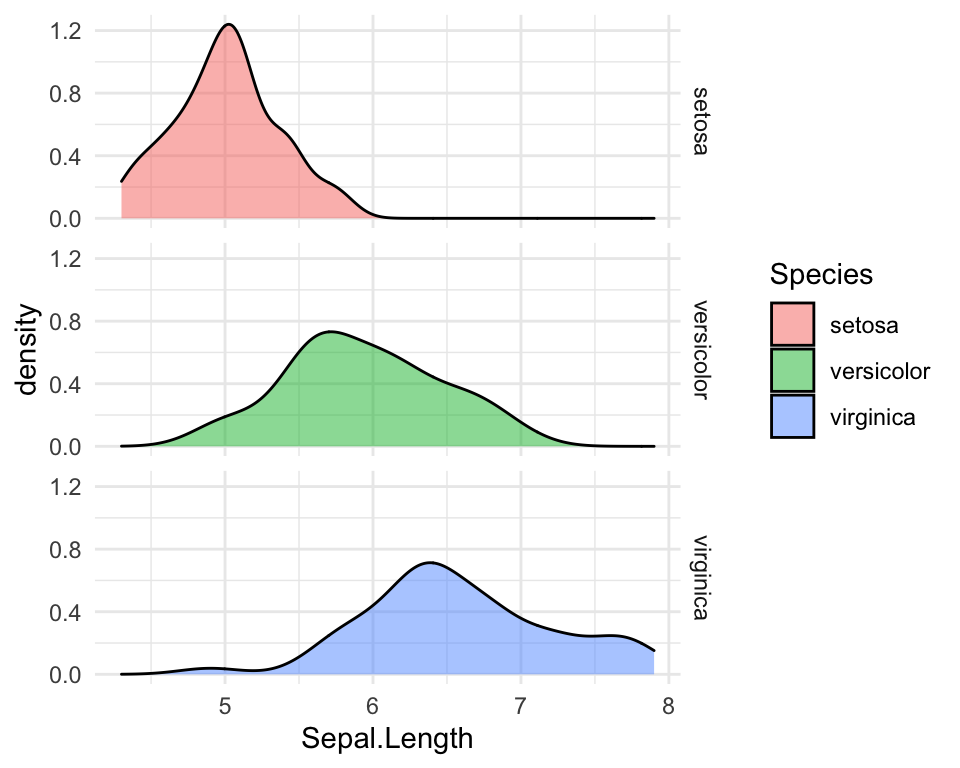 1.2
0.8
0.4
0.0
setosa
1.2
0.8
0.4
0.0
versicolor
1.2
0.8
0.4
0.0
virginica
density
5 6 7 8
Sepal.Length
Species
setosa
versicolor
virginica